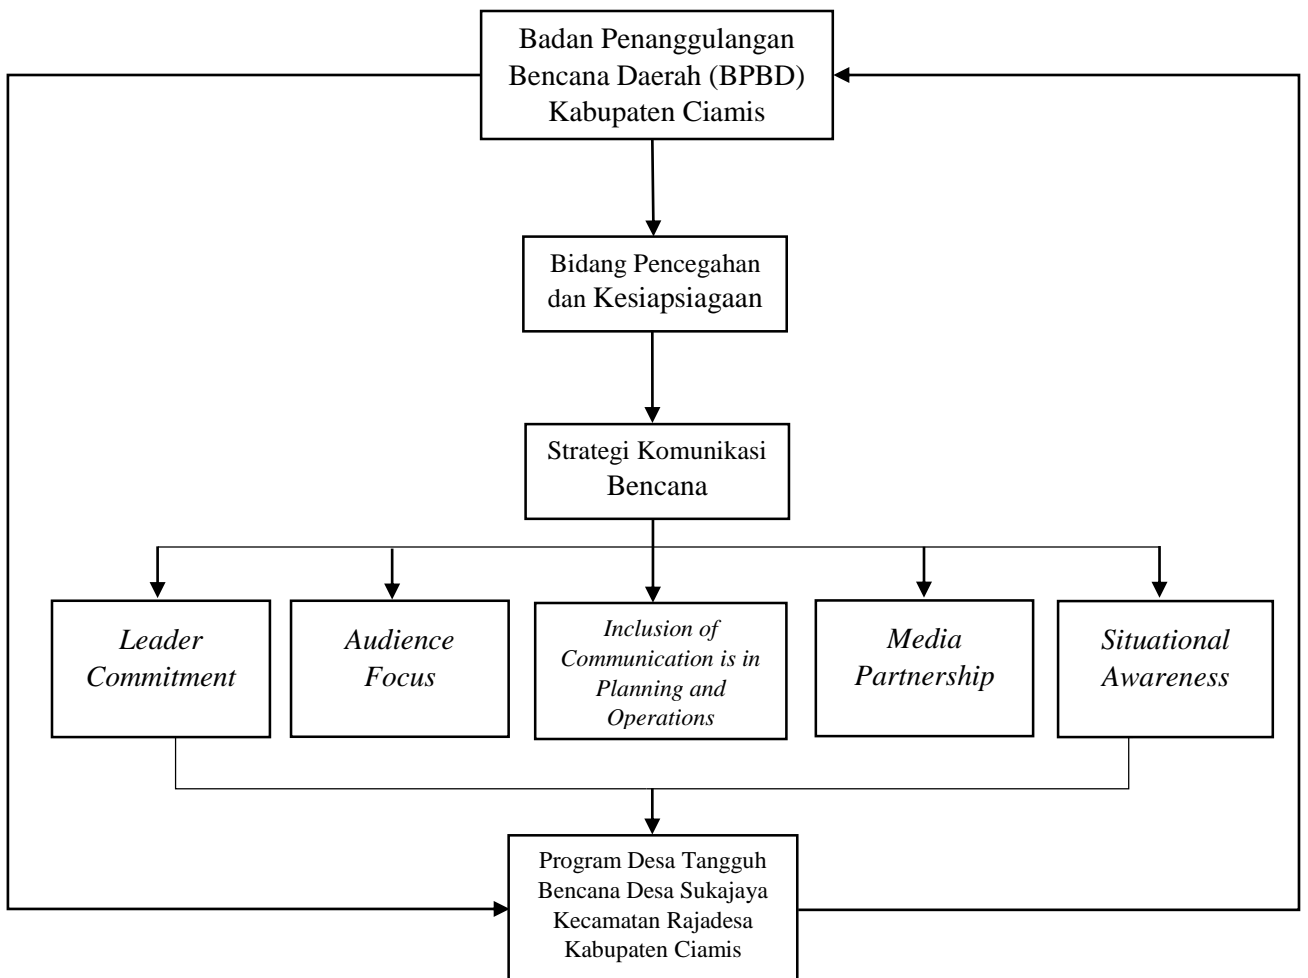 Badan Penanggulangan
Bencana Daerah (BPBD)
Kabupaten Ciamis
Bidang Pencegahan
dan Kesiapsiagaan
Strategi Komunikasi
Bencana
Leader
Commitment
Audience
Focus
Inclusion of
Communication is in
Planning and
Operations
Media
Partnership
Situational
Awareness
Program Desa Tangguh
Bencana Desa Sukajaya
Kecamatan Rajadesa
Kabupaten Ciamis